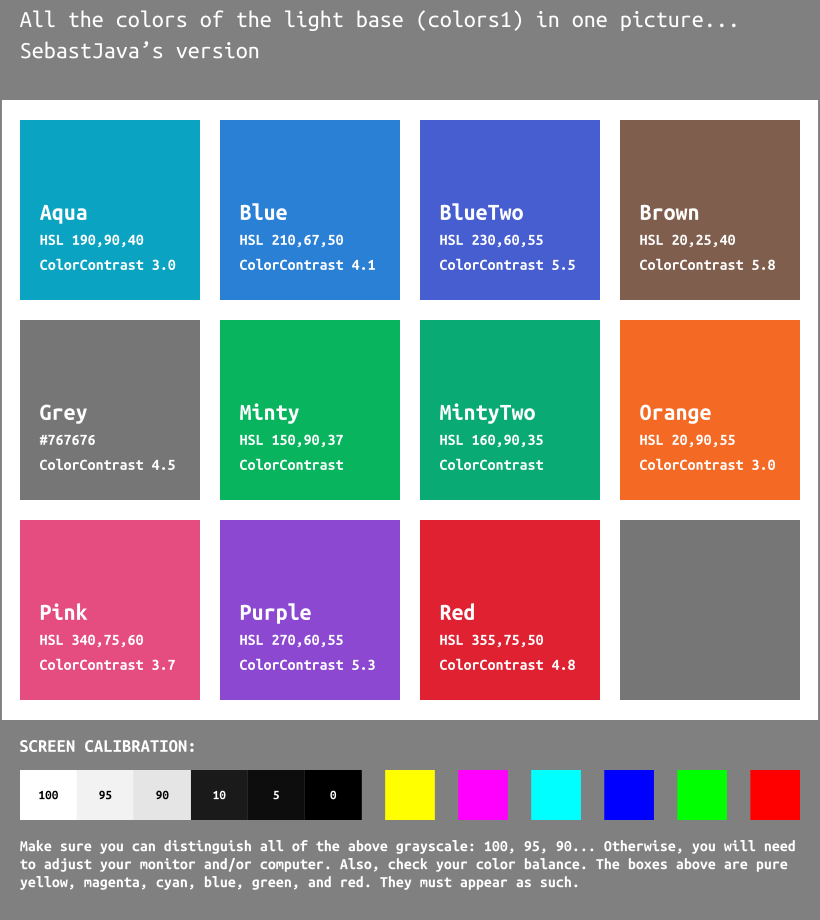 All the colors of the light base (colors1) in one picture...
SebastJava’s version
Aqua
HSL 190,90,40
ColorContrast 3.0
Blue
HSL 210,67,50
ColorContrast 4.1
BlueTwo
HSL 230,60,55
ColorContrast 5.5
Brown
HSL 20,25,40
ColorContrast 5.8
Grey
#767676
ColorContrast 4.5
Minty
HSL 150,90,37
ColorContrast
MintyTwo
HSL 160,90,35
ColorContrast
Orange
HSL 20,90,55
ColorContrast 3.0
Pink
HSL 340,75,60
ColorContrast 3.7
Purple
HSL 270,60,55
ColorContrast 5.3
Red
HSL 355,75,50
ColorContrast 4.8
SCREEN CALIBRATION:
100 95 90 10 5 0
Make sure you can distinguish all of the above grayscale: 100, 95, 90... Otherwise, you will need
to adjust your monitor and/or computer. Also, check your color balance. The boxes above are pure
yellow, magenta, cyan, blue, green, and red. They must appear as such.